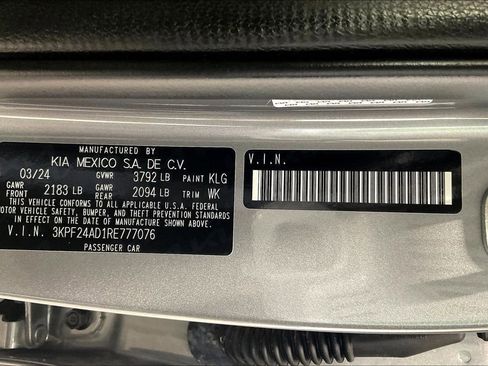 MANUFACTURED BY
KIA MEXICO S.A. DE C.V.
03/24 GVWR 3792 LB PAINT KLG
GAWR FRONT 2183 LB GAWR REAR 2094 LB TRIM WK
THIS VEHICLE CONFORMS TO ALL APPLICABLE U.S.A. FEDERAL
MOTOR VEHICLE SAFETY, BUMPER, AND THEFT PREVENTION STANDARDS
IN EFFECT ON THE DATE OF MANUFACTURE SHOWN ABOVE.
V.I.N. 3KPF24AD1RE777076
PASSENGER CAR
V.I.N.